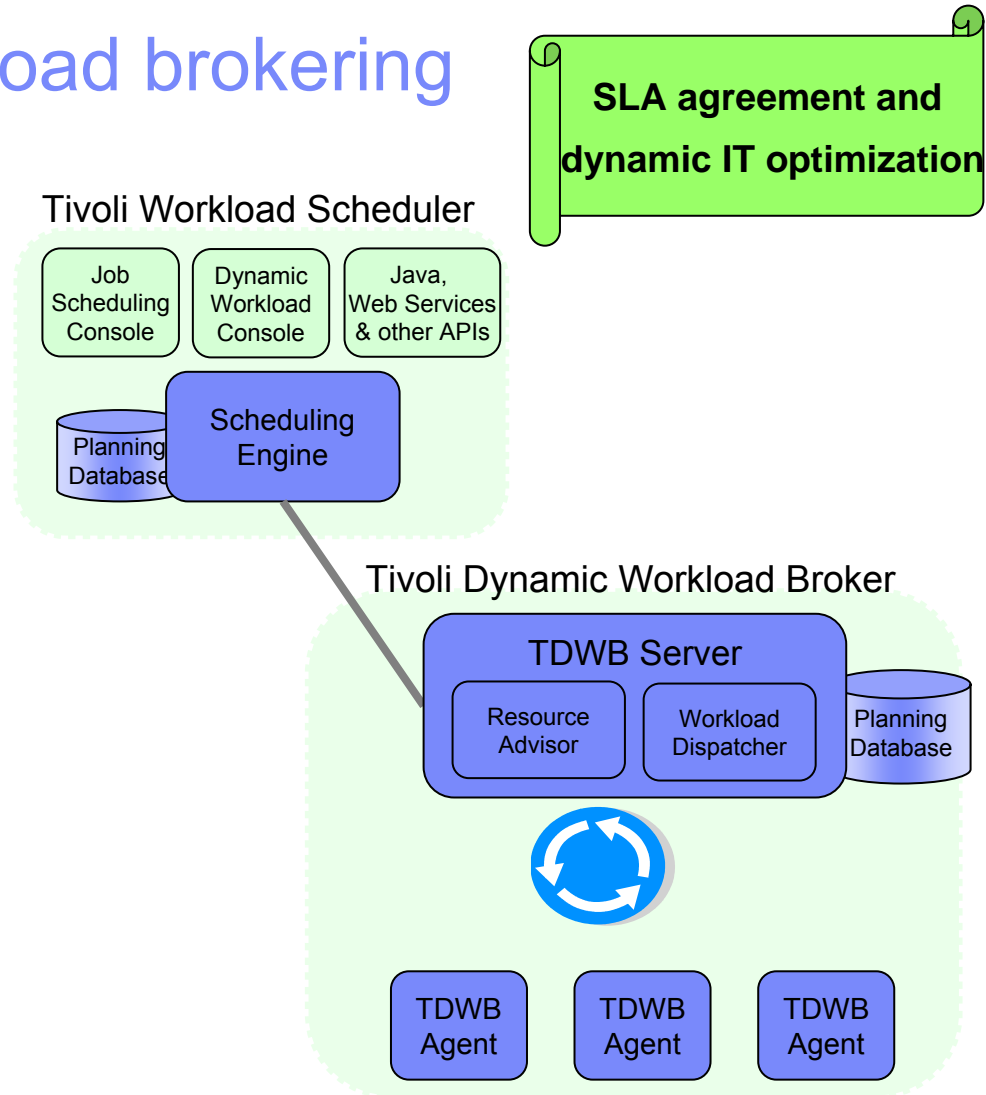 oad brokering
SLA agreement and
dynamic IT optimization
Tivoli Workload Scheduler
Job
Scheduling
Console
Dynamic
Workload
Console
Java,
Web Services
& other APIs
Scheduling
Engine
Planning
Database
Tivoli Dynamic Workload Broker
TDWB Server
Resource
Advisor
Workload
Dispatcher
Planning
Database
TDWB
Agent
TDWB
Agent
TDWB
Agent